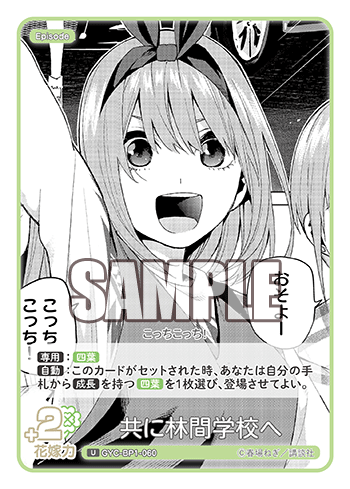 Episode
おとよー
こっち
こっち!
SAMPLE
こっちこっち!
専用:四葉
自動:このカードがセットされた時、あなたは自分の手
札から成長を持つ四葉を1枚選び、登場させてよい。
+2
花嫁力
共に林間学校へ
U GYC-BP1-060
©春場ねぎ/講談社